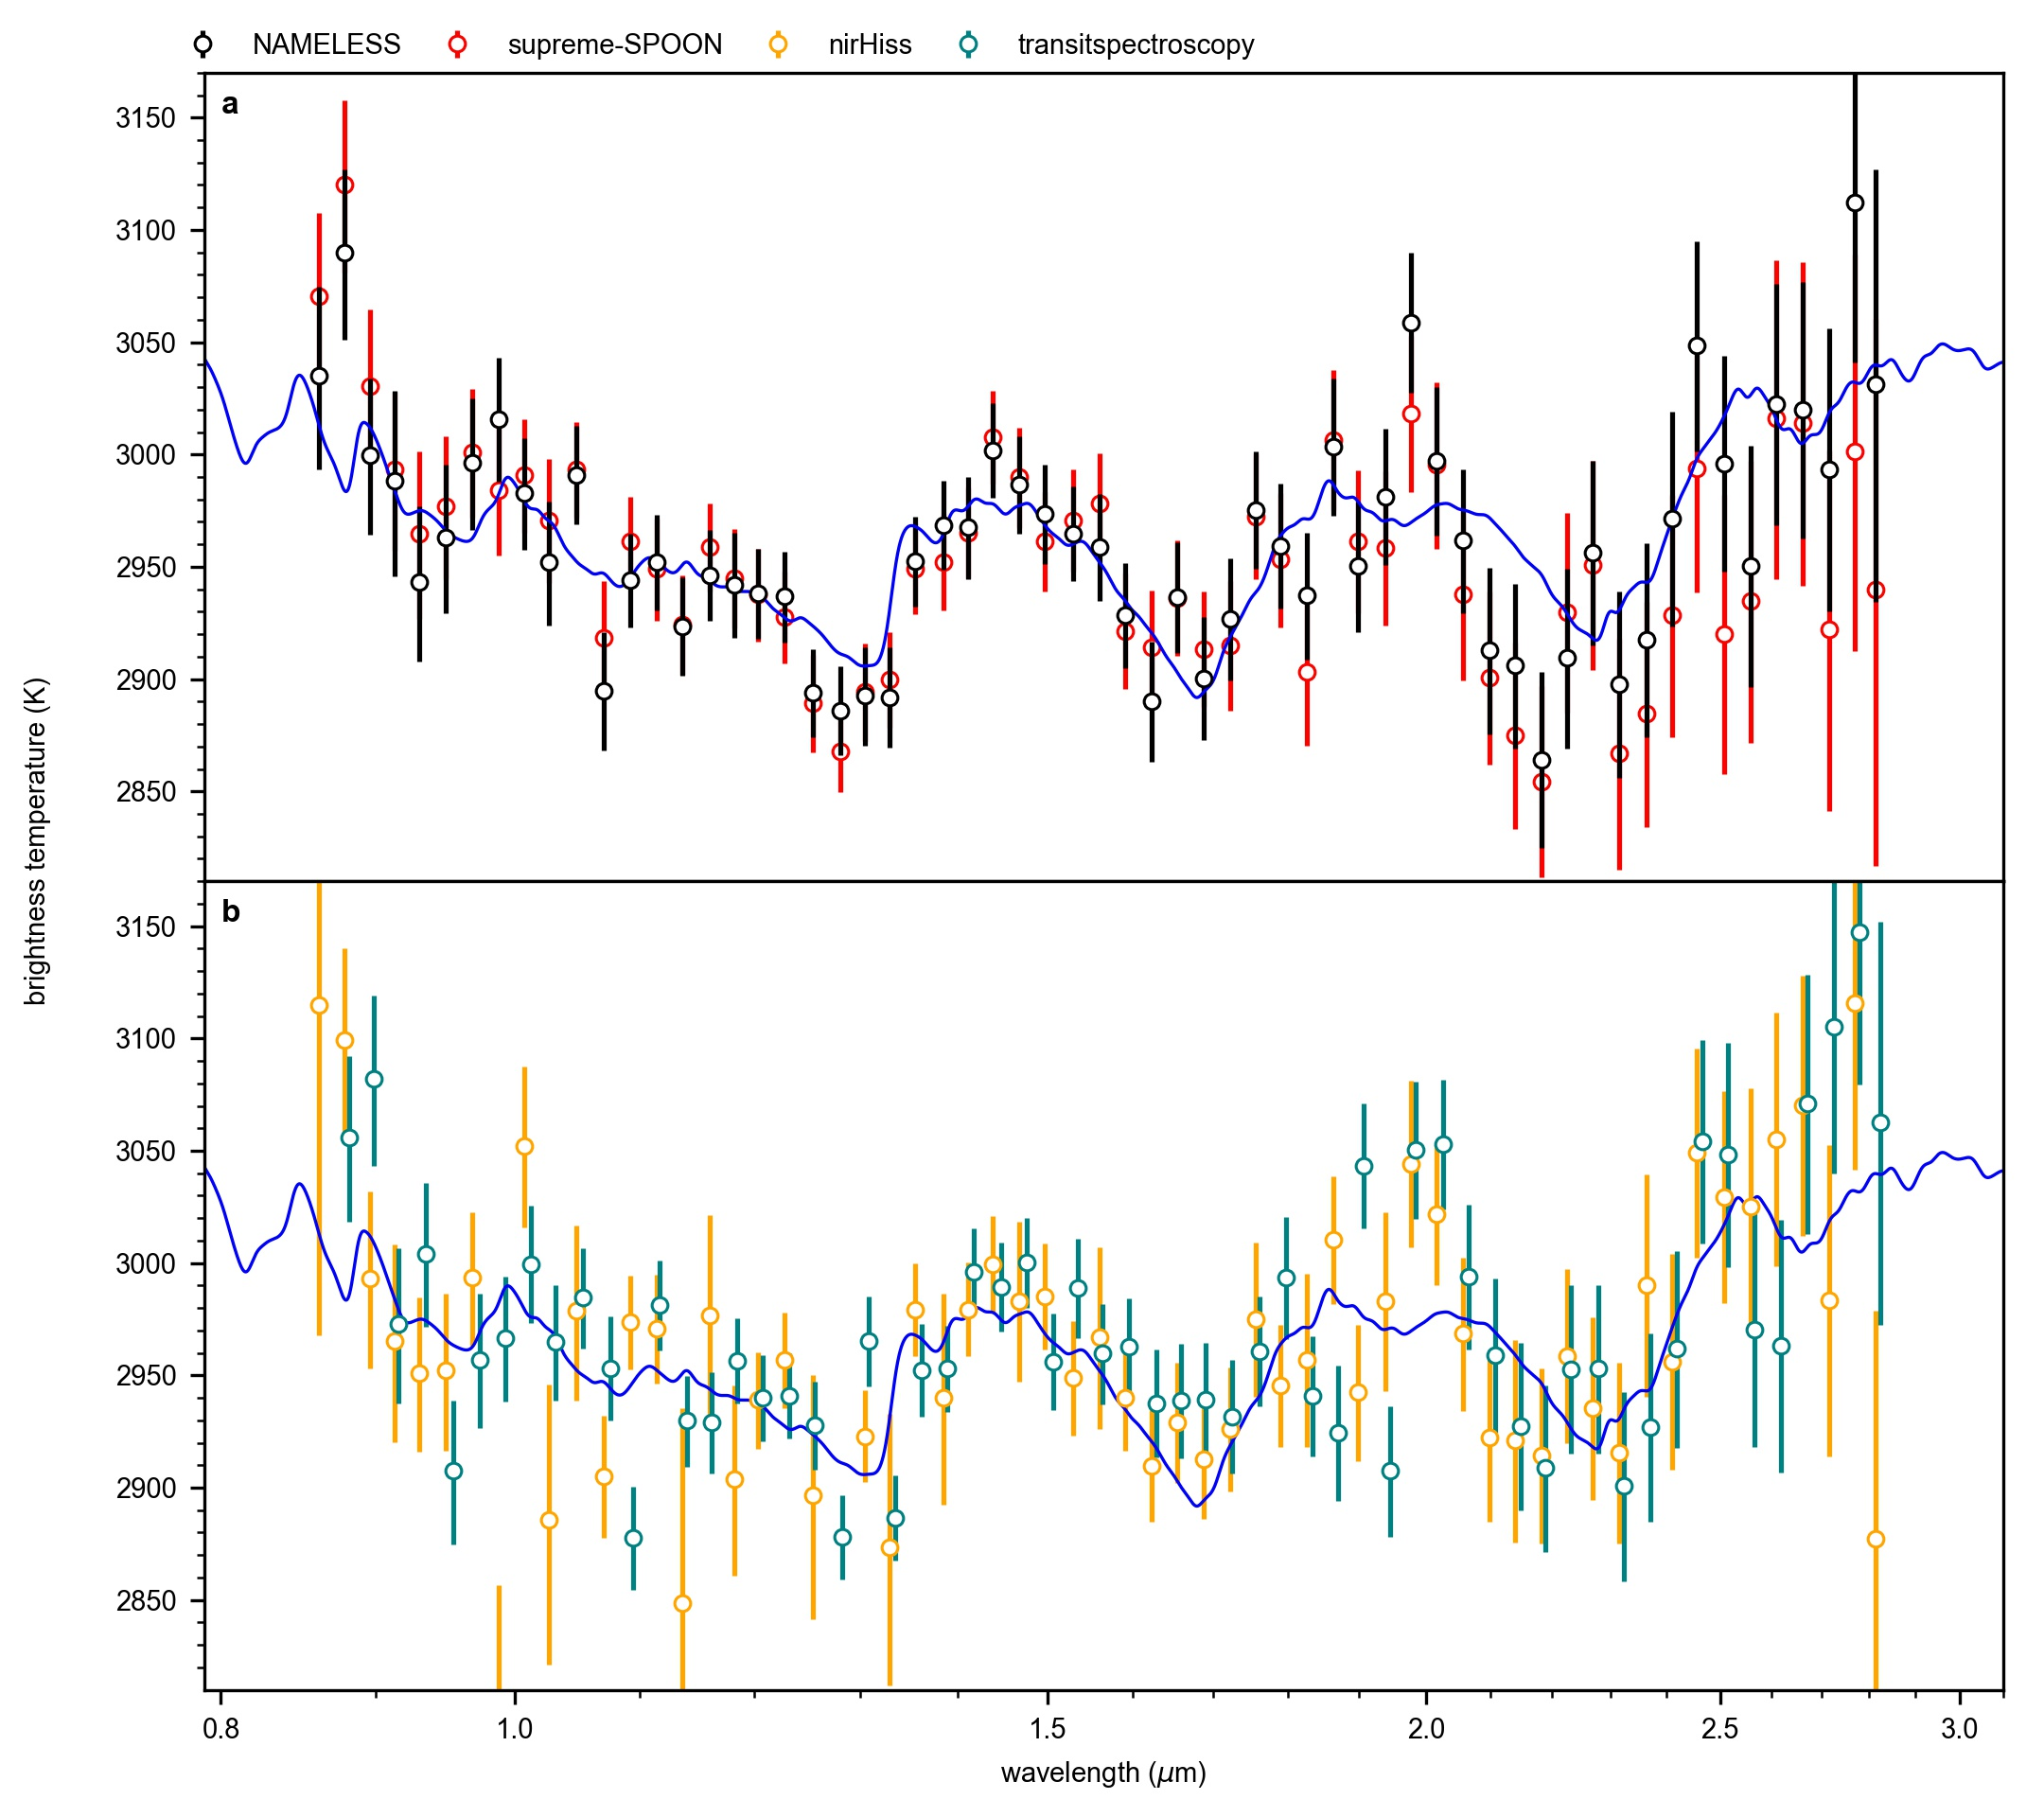 NAMELESS supreme-SPOON nirHiss transitspectroscopy
a
3150
3100
3050
3000
2950
2900
2850
brightness temperature (K)
b
3150
3100
3050
3000
2950
2900
2850
0.8 1.0 1.5 2.0 2.5 3.0
wavelength (μm)